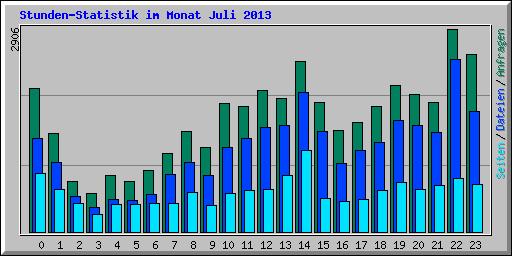 Stunden-Statistik im Monat Juli 2013
2906
Seiten / Dateien / Anfragen
0 1 2 3 4 5 6 7 8 9 10 11 12 13 14 15 16 17 18 19 20 21 22 23